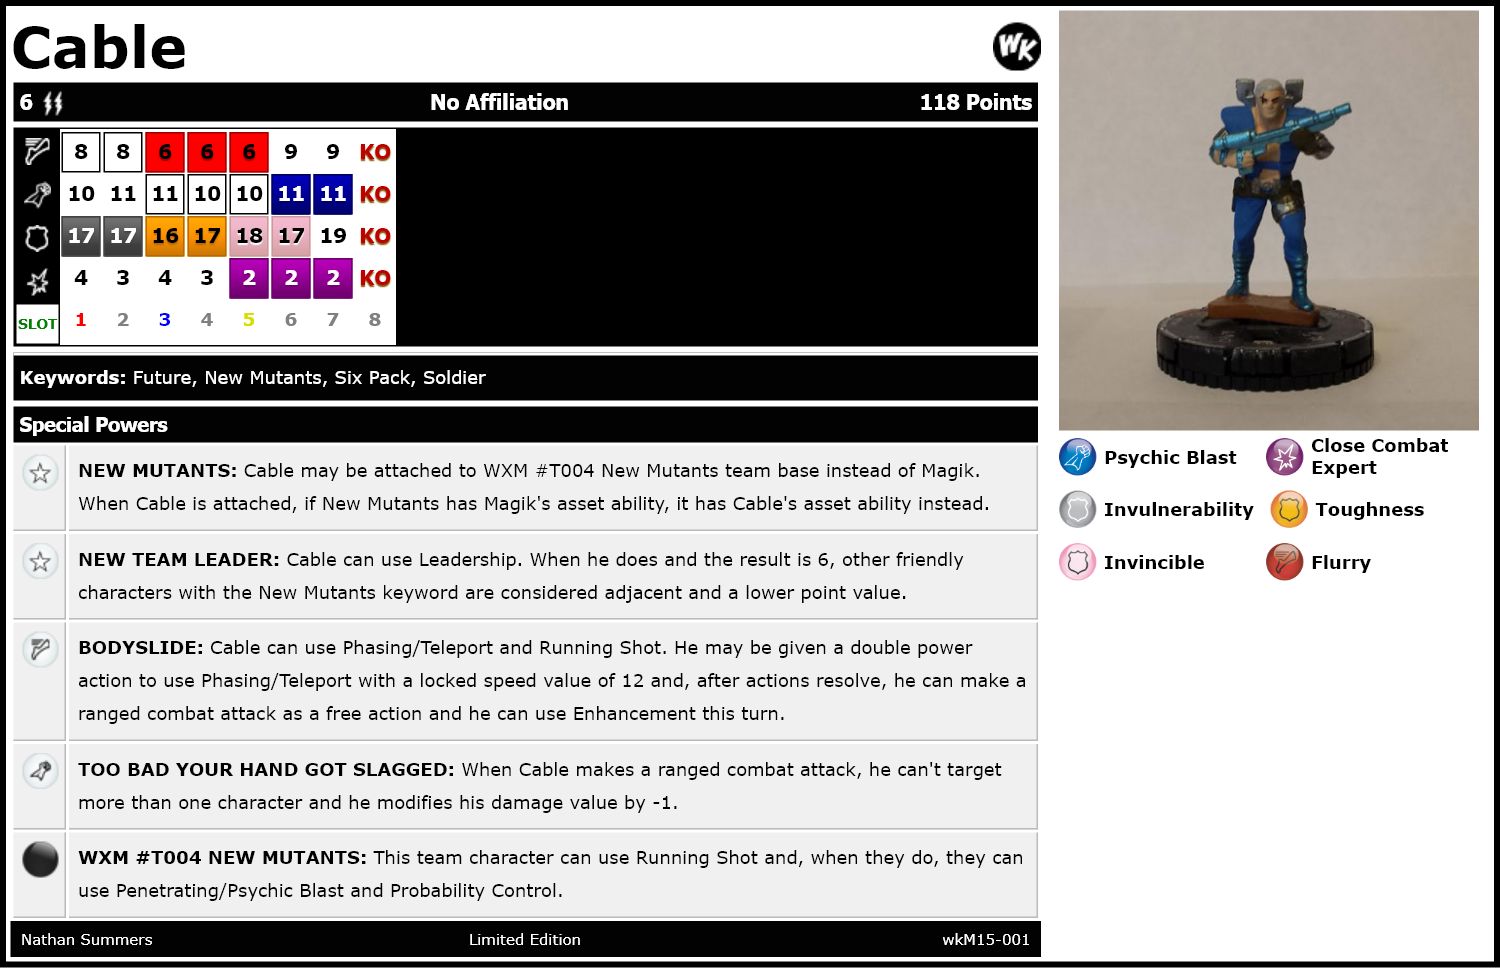 Cable
WK
6 No Affiliation 118 Points
8 8 6 6 6 9 9 KO
10 11 11 10 10 11 11 KO
17 17 16 17 18 17 19 KO
4 3 4 3 2 2 2 KO
SLOT 1 2 3 4 5 6 7 8
Keywords: Future, New Mutants, Six Pack, Soldier
Special Powers
NEW MUTANTS: Cable may be attached to WXM #T004 New Mutants team base instead of Magik.
When Cable is attached, if New Mutants has Magik's asset ability, it has Cable's asset ability instead.
NEW TEAM LEADER: Cable can use Leadership. When he does and the result is 6, other friendly
characters with the New Mutants keyword are considered adjacent and a lower point value.
BODYSLIDE: Cable can use Phasing/Teleport and Running Shot. He may be given a double power
action to use Phasing/Teleport with a locked speed value of 12 and, after actions resolve, he can make a
ranged combat attack as a free action and he can use Enhancement this turn.
TOO BAD YOUR HAND GOT SLAGGED: When Cable makes a ranged combat attack, he can't target
more than one character and he modifies his damage value by -1.
WXM #T004 NEW MUTANTS: This team character can use Running Shot and, when they do, they can
use Penetrating/Psychic Blast and Probability Control.
Nathan Summers Limited Edition wkM15-001
Psychic Blast
Close Combat
Expert
Invulnerability
Toughness
Invincible
Flurry